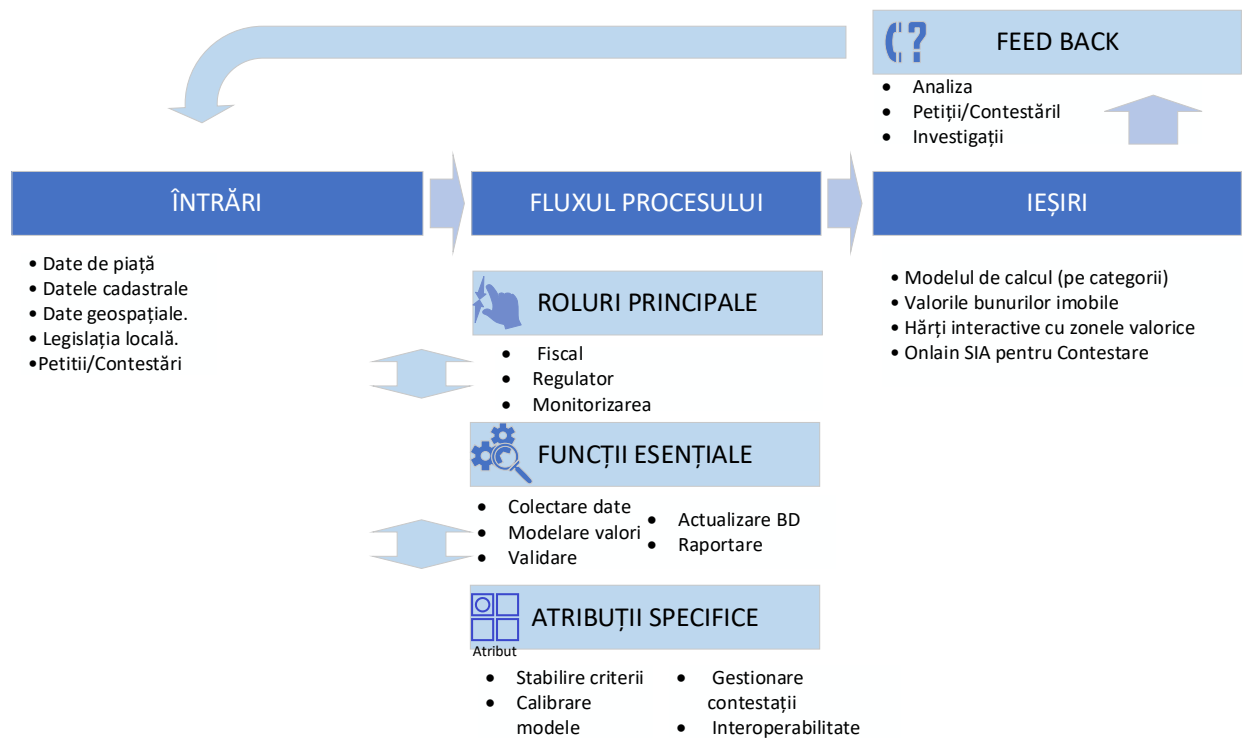 FEED BACK
• Analiza
• Petiții/Contestăril
• Investigații
ÎNTRĂRI
FLUXUL PROCESULUI
IEȘIRI
• Date de piață
• Datele cadastrale
• Date geospațiale.
• Legislația locală.
•Petitii/Contestări
ROLURI PRINCIPALE
• Fiscal
• Regulator
• Monitorizarea
FUNCȚII ESENȚIALE
• Colectare date
• Modelare valori
• Validare
• Actualizare BD
• Raportare
ATRIBUȚII SPECIFICE
Atribut
• Stabilire criterii
• Calibrare
modele
• Gestionare
contestații
• Interoperabilitate
• Modelul de calcul (pe categorii)
• Valorile bunurilor imobile
• Hărți interactive cu zonele valorice
• Onlain SIA pentru Contestare